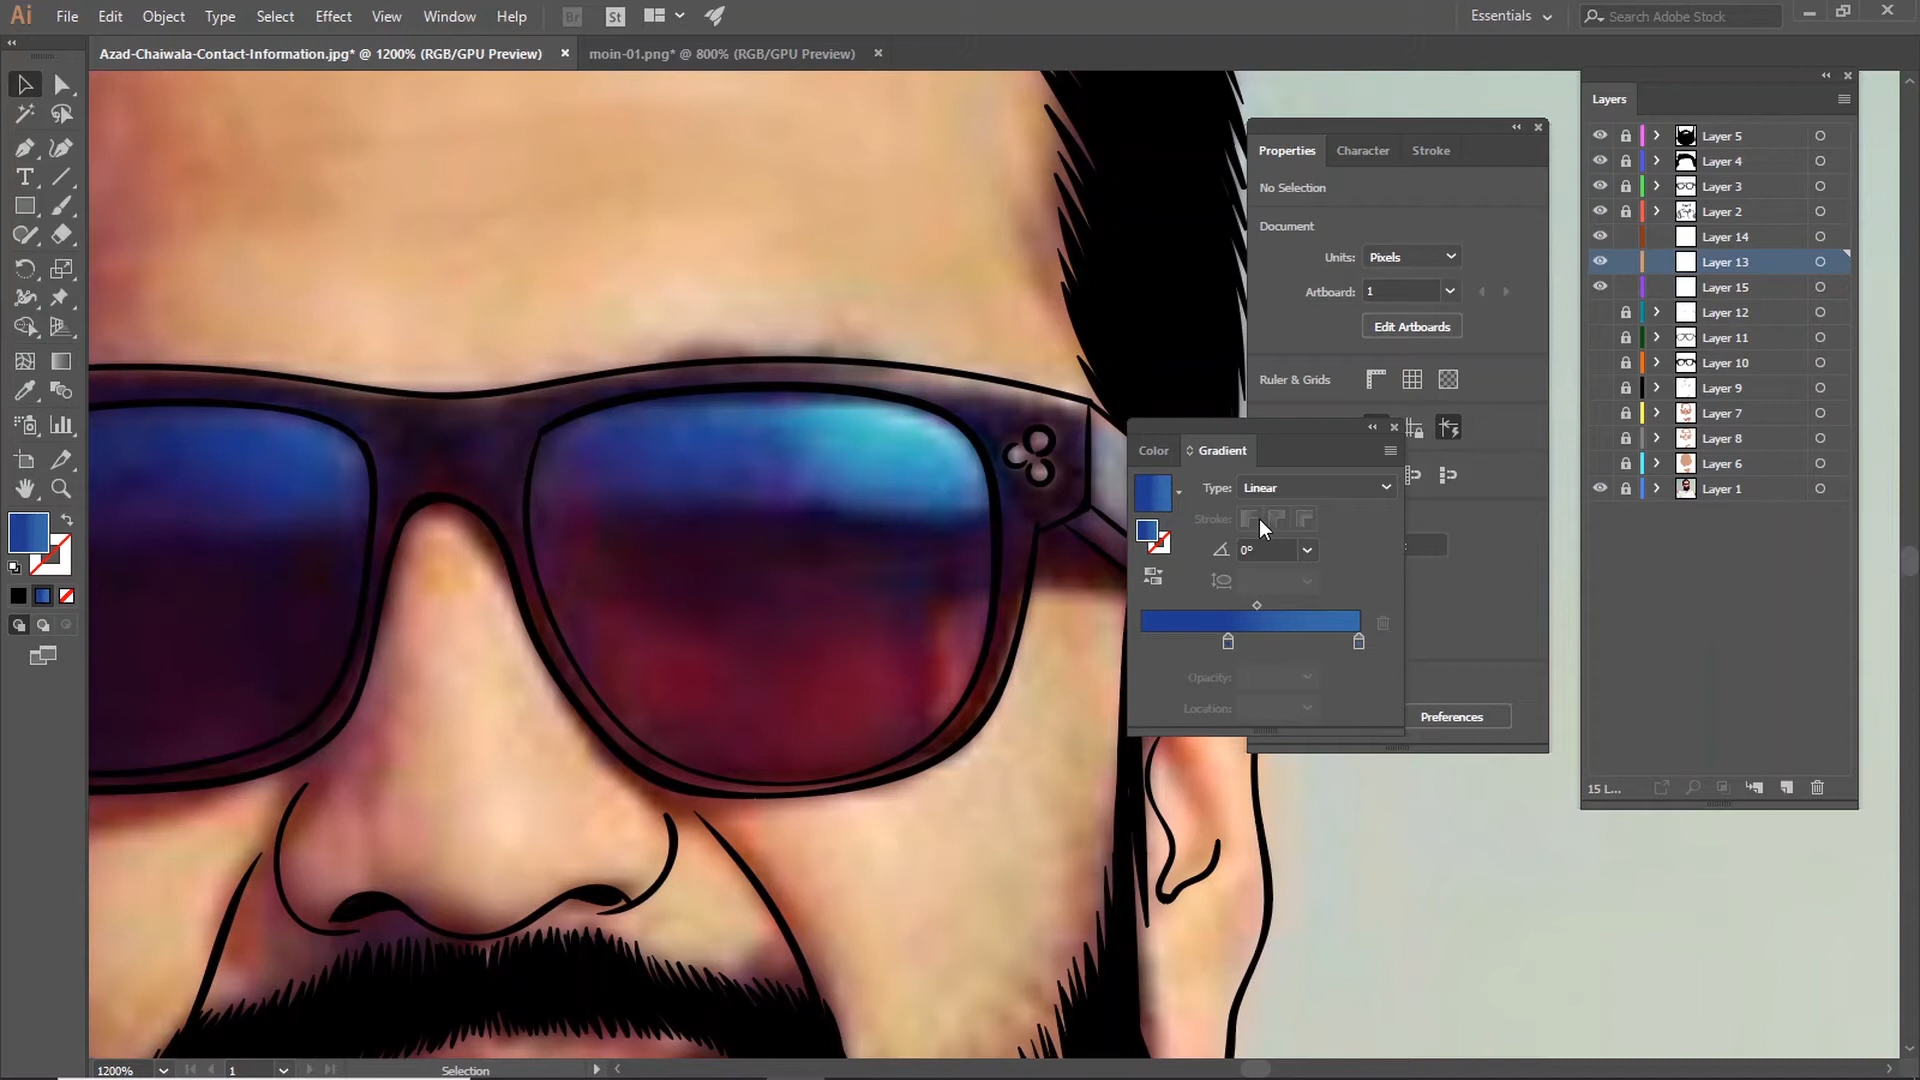 Ai File Edit Object Type Select Effect View Window Help Br St Essentials Search Adobe Stock
Azad-Chaiwala-Contact-Information.jpg* @ 1200% (RGB/GPU Preview) moin-01.png* @ 800% (RGB/GPU Preview)
Properties Character Stroke
No Selection
Document
Units: Pixels
Artboard: 1
Edit Artboards
Ruler & Grids
Color Gradient
Type: Linear
Stroke:
0°
Opacity:
Location:
Preferences
Layers
Layer 5
Layer 4
Layer 3
Layer 2
Layer 14
Layer 13
Layer 15
Layer 12
Layer 11
Layer 10
Layer 9
Layer 7
Layer 8
Layer 6
Layer 1
15 L...
1200% 1 Selection